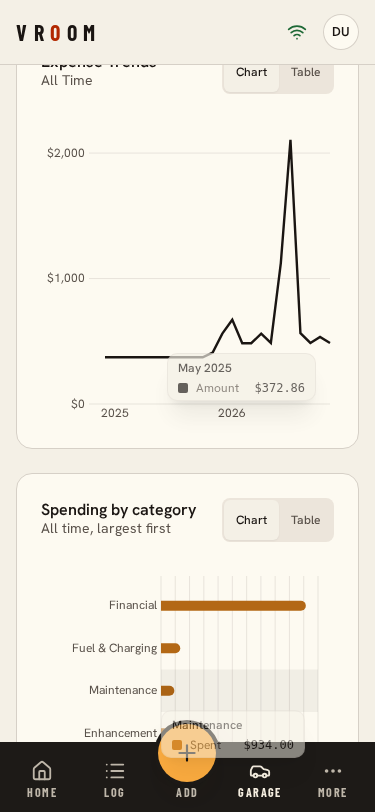 VROOM
DU
Expense Trends
All Time
Chart
Table
$2,000
$1,000
$0
May 2025
Amount $372.86
2025
2026
Spending by category
All time, largest first
Chart
Table
Financial
Fuel & Charging
Maintenance
Enhancement
Maintenance
Spent $934.00
HOME
LOG
ADD
GARAGE
MORE